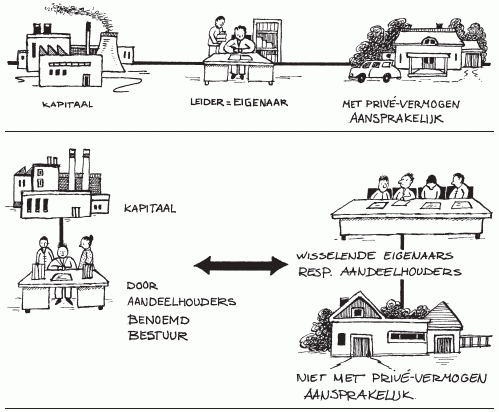 KAPITAAL
LEIDER = EIGENAAR
MET PRIVÉ-VERMOGEN
AANSPRAKELIJK
KAPITAAL
DOOR
AANDEELHOUDERS
BENOEMD
BESTUUR
WISSELENDE EIGENAARS
RESP. AANDEELHOUDERS
NIET MET PRIVÉ-VERMOGEN
AANSPRAKELIJK.